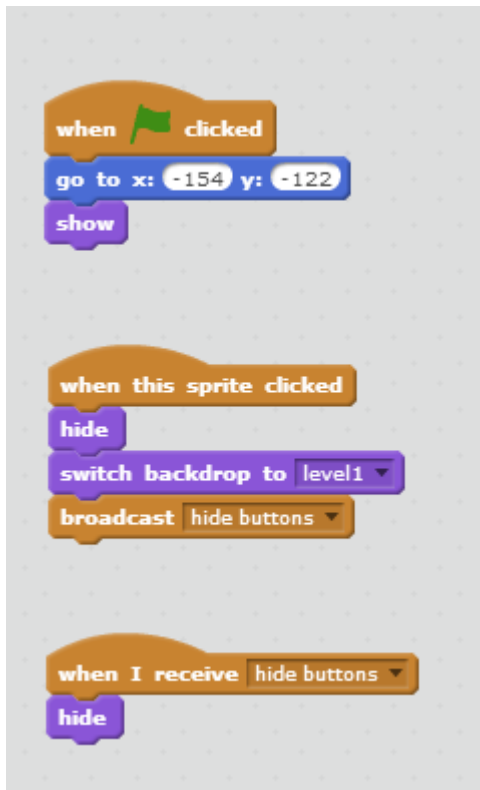 when clicked
go to x: -154 y: -122
show
when this sprite clicked
hide
switch backdrop to level1
broadcast hide buttons
when I receive hide buttons
hide